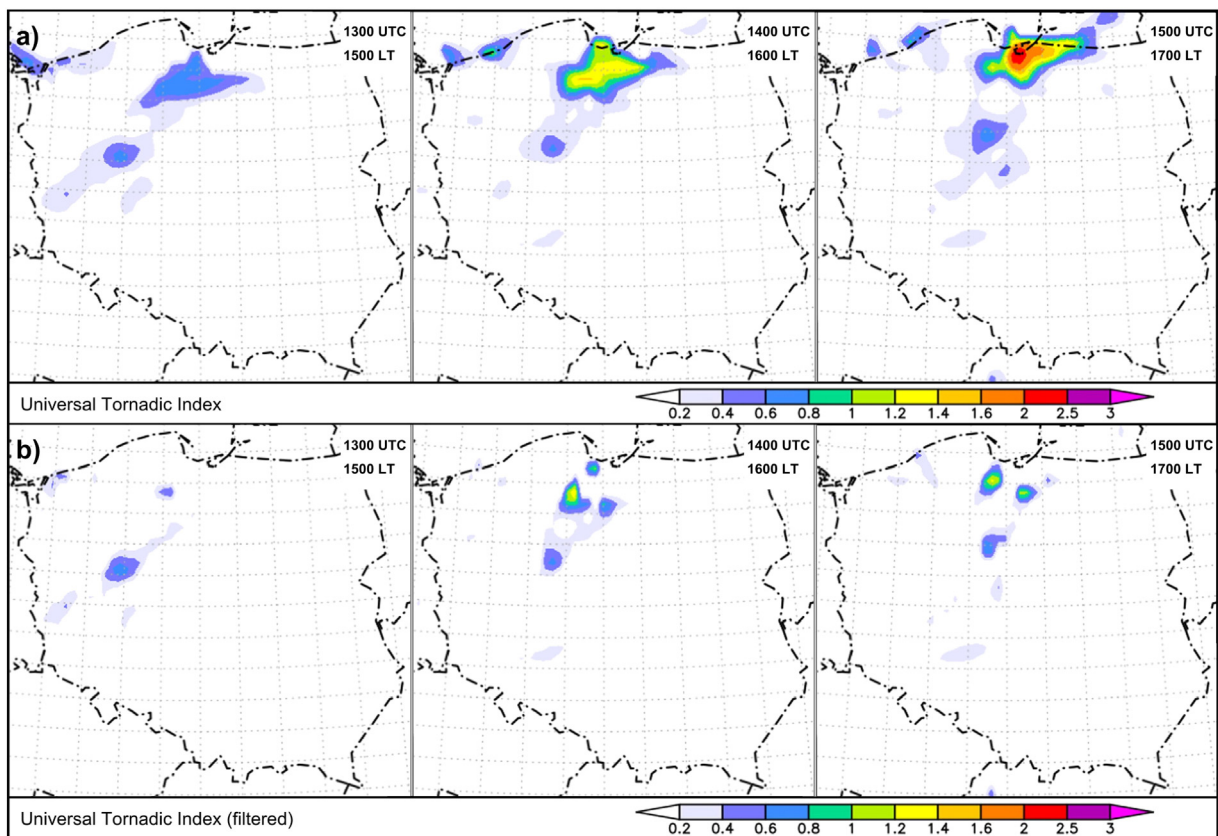 a)
1300 UTC
1500 LT
1400 UTC
1600 LT
1500 UTC
1700 LT
Universal Tornadic Index
0.2 0.4 0.6 0.8 1 1.2 1.4 1.6 2 2.5 3
b)
1300 UTC
1500 LT
1400 UTC
1600 LT
1500 UTC
1700 LT
Universal Tornadic Index (filtered)
0.2 0.4 0.6 0.8 1 1.2 1.4 1.6 2 2.5 3